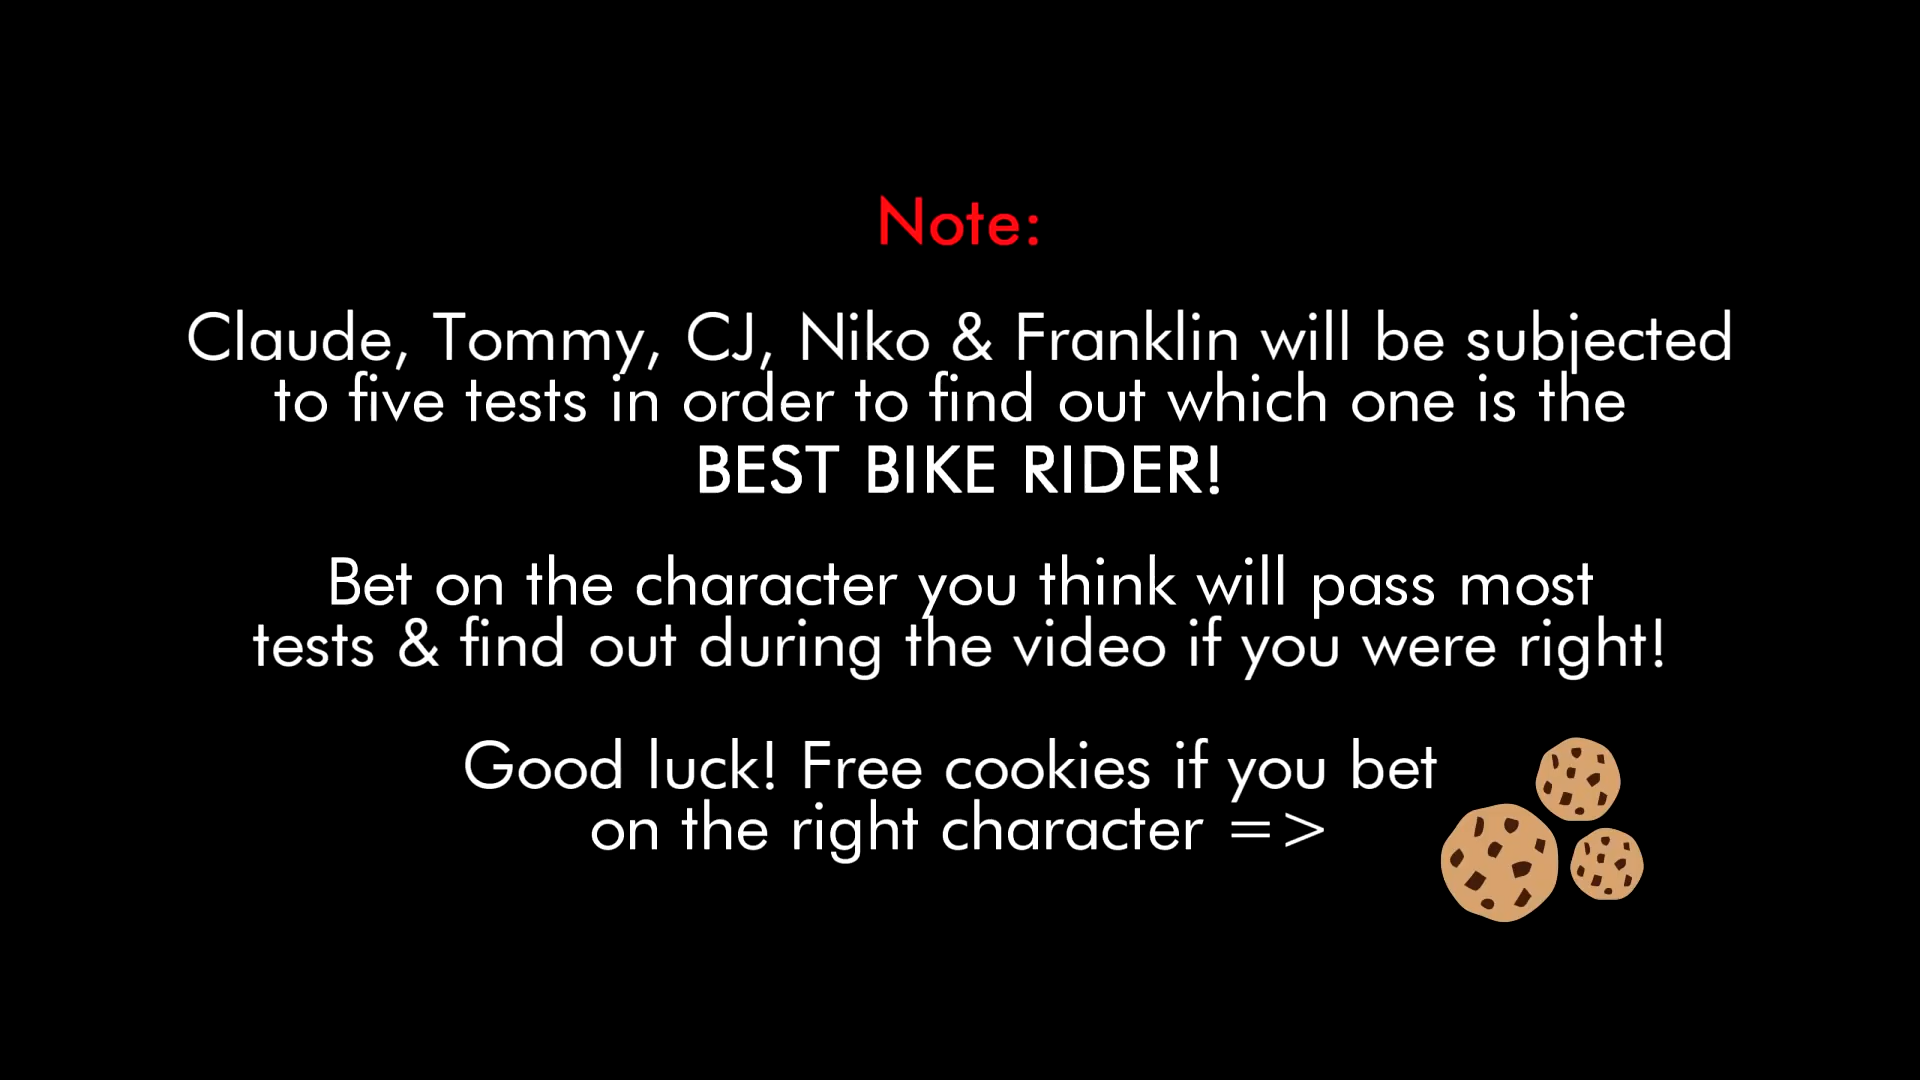 Note:
Claude, Tommy, CJ, Niko & Franklin will be subjected
to five tests in order to find out which one is the
BEST BIKE RIDER!
Bet on the character you think will pass most
tests & find out during the video if you were right!
Good luck! Free cookies if you bet
on the right character =>